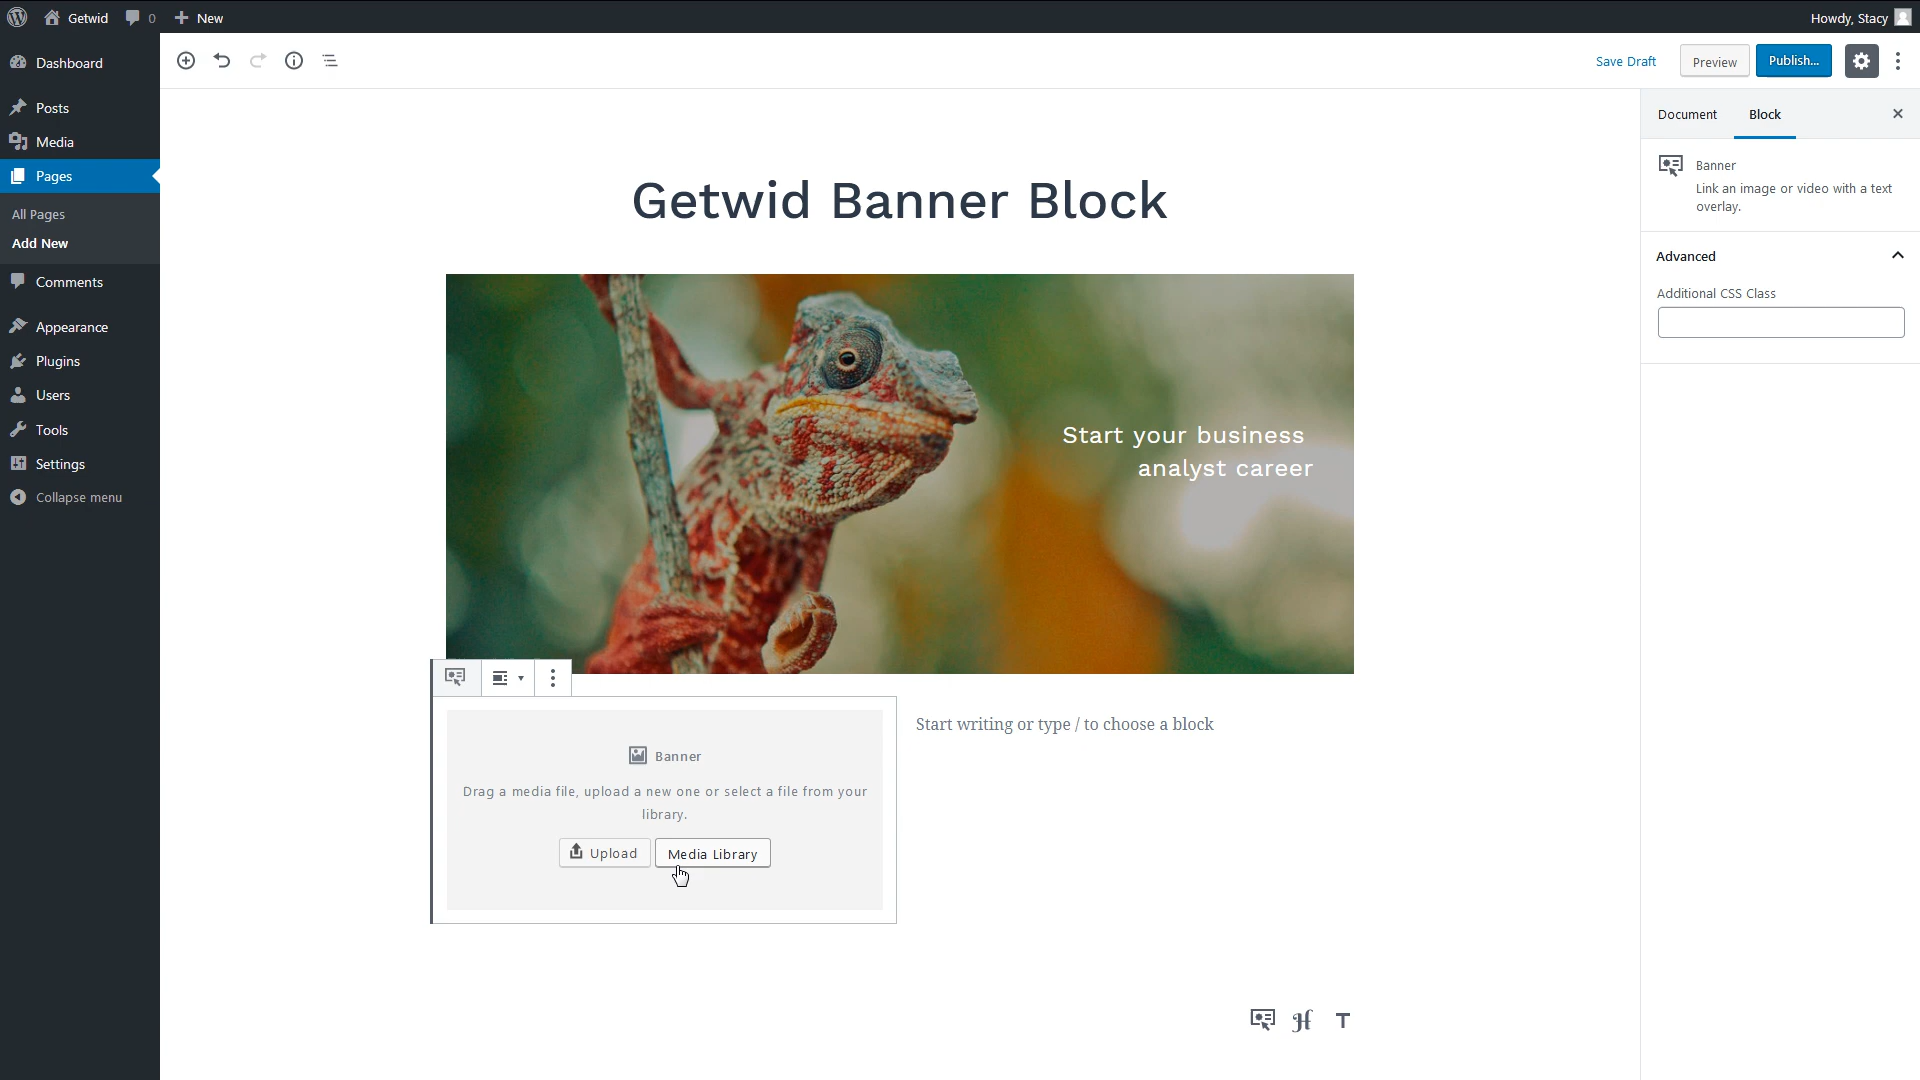 Getwid
0
New
Howdy, Stacy
Dashboard
Posts
Media
Pages
All Pages
Add New
Comments
Appearance
Plugins
Users
Tools
Settings
Collapse menu
Save Draft
Preview
Publish...
Getwid Banner Block
Start your business
analyst career
Banner
Drag a media file, upload a new one or select a file from your
library.
Upload
Media Library
Start writing or type / to choose a block
Document
Block
Banner
Link an image or video with a text
overlay.
Advanced
Additional CSS Class